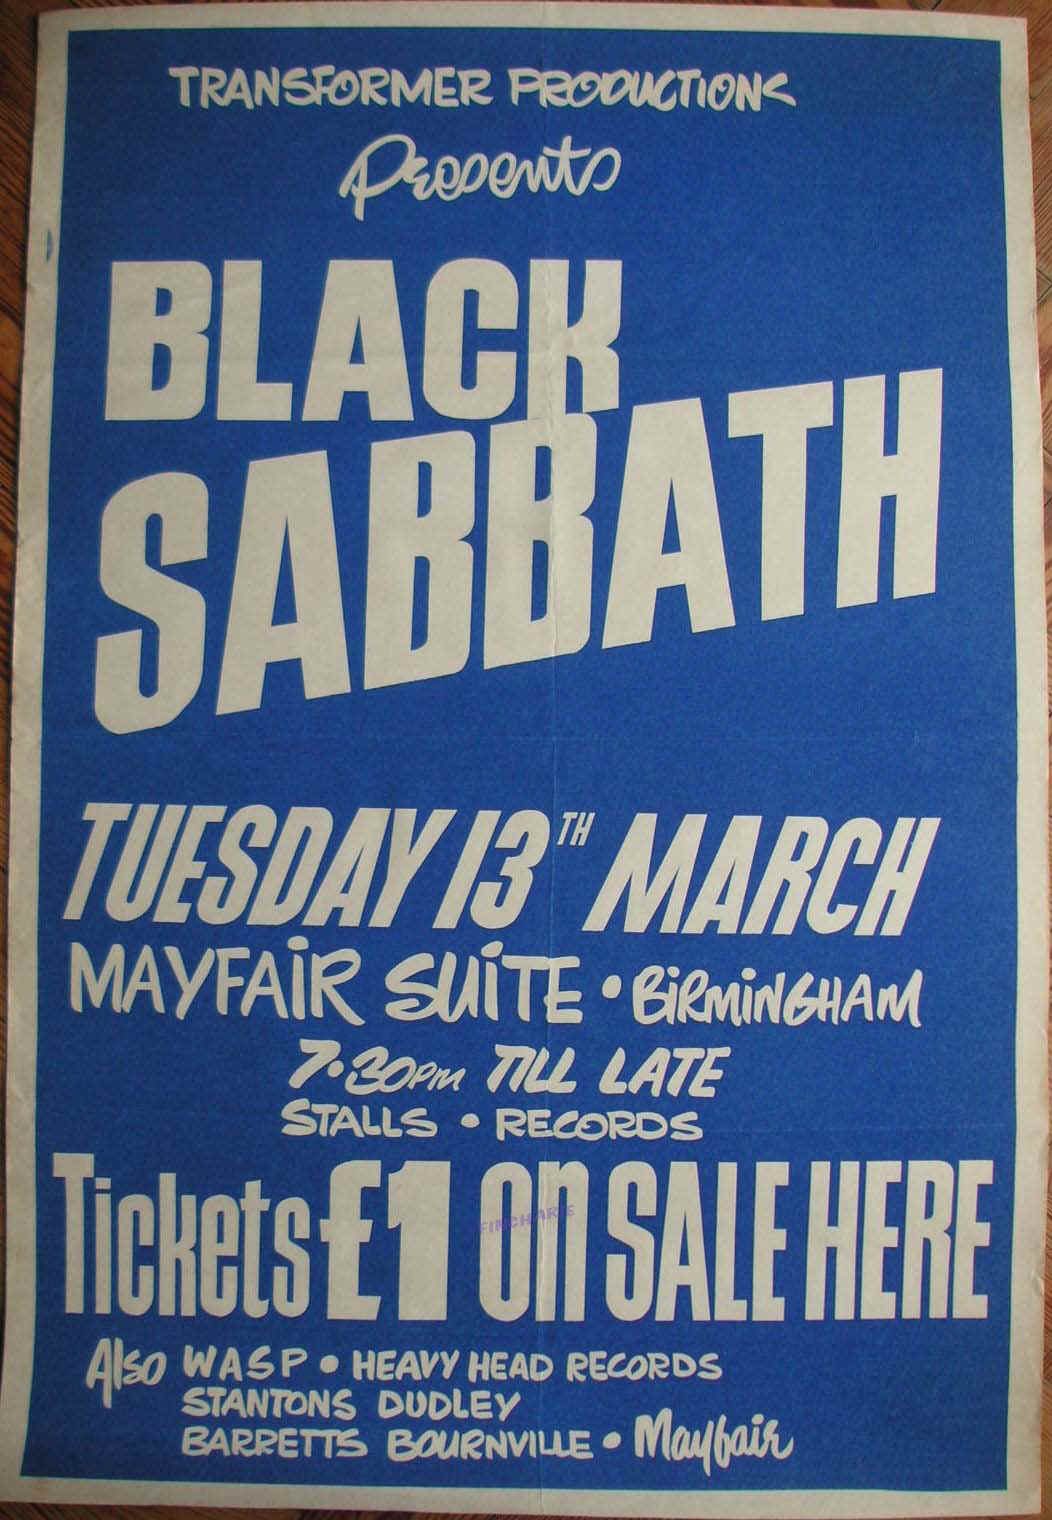 TRANSFORMER PRODUCTIONS
Presents
BLACK
SABBATH
TUESDAY 13TH MARCH
MAYFAiR SUiTE • BiRMiNGHAM
7•30PM TILL LATE
STALLS • RECORDS
Tickets £1 On SALE HERE
Also WASP • HEAVY HEAD RECORDS
STANTONS DUDLEY
BARRETTS BOURNVILLE • Mayfair